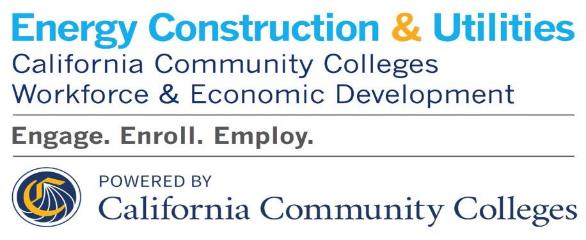 Energy Construction & Utilities
California Community Colleges
Workforce & Economic Development
Engage. Enroll. Employ.
POWERED BY
California Community Colleges